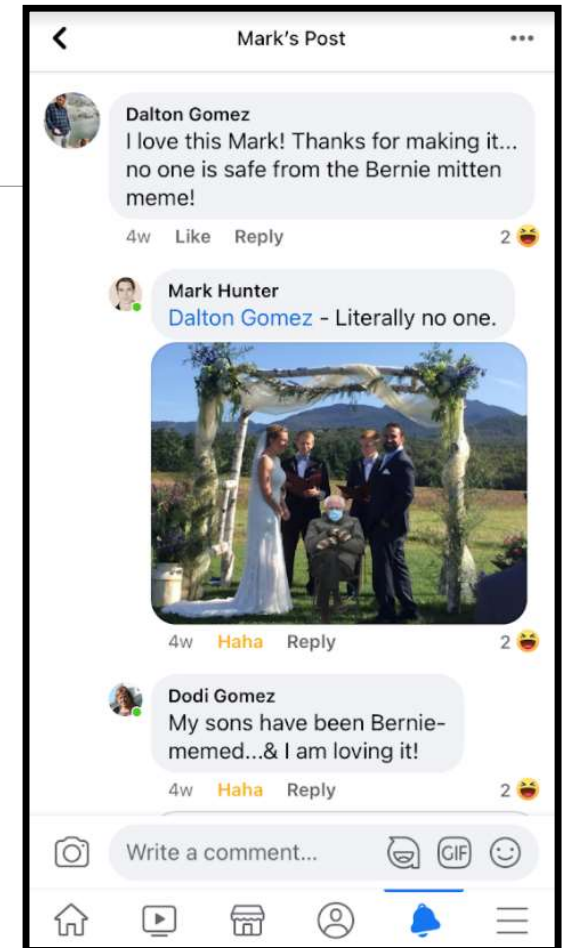 Mark's Post
Dalton Gomez
I love this Mark! Thanks for making it...
no one is safe from the Bernie mitten
meme!
4w Like Reply 2
Mark Hunter
Dalton Gomez - Literally no one.
4w Haha Reply 2
Dodi Gomez
My sons have been Bernie-
memed...& I am loving it!
4w Haha Reply 2
Write a comment... GIF